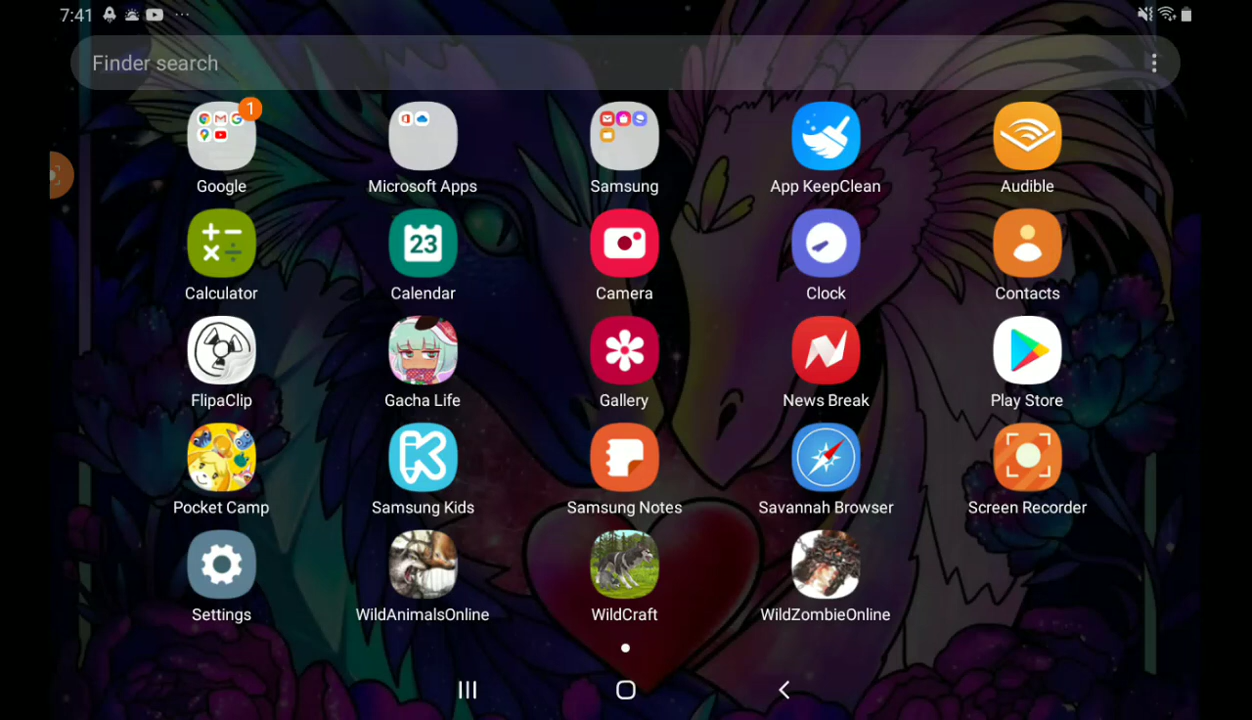 7:41
Finder search
1
Google
Microsoft Apps
Samsung
App KeepClean
Audible
23
Calculator
Calendar
Camera
Clock
Contacts
FlipaClip
Gacha Life
Gallery
News Break
Play Store
Pocket Camp
Samsung Kids
Samsung Notes
Savannah Browser
Screen Recorder
Settings
WildAnimalsOnline
WildCraft
WildZombieOnline